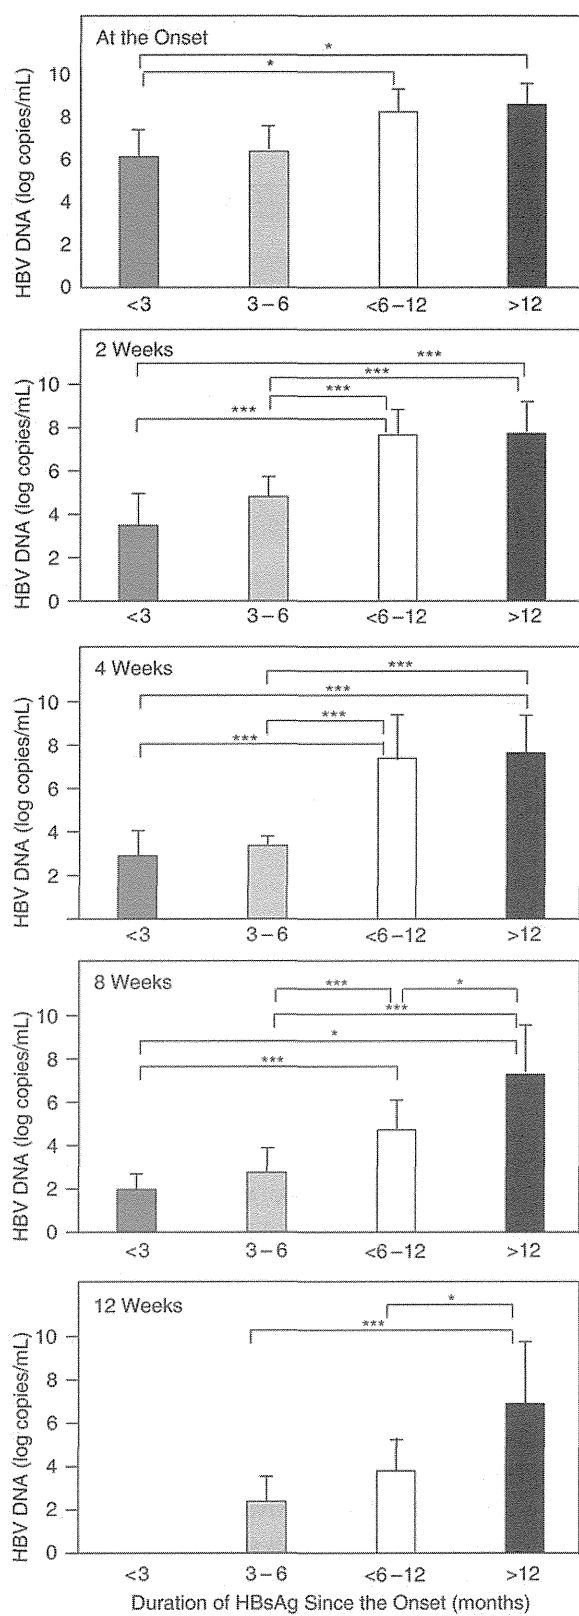 At the Onset
*
*
HBV DNA (log copies/mL)
10
8
6
4
2
0
<3 3–6 <6–12 >12
2 Weeks
***
***
***
***
HBV DNA (log copies/mL)
10
8
6
4
2
0
<3 3–6 <6–12 >12
4 Weeks
***
***
***
***
HBV DNA (log copies/mL)
10
8
6
4
2
<3 3–6 <6–12 >12
8 Weeks
*** *
***
*
***
HBV DNA (log copies/mL)
10
8
6
4
2
0
<3 3–6 <6–12 >12
12 Weeks
*
***
HBV DNA (log copies/mL)
10
8
6
4
2
0
<3 3–6 <6–12 >12
Duration of HBsAg Since the Onset (months)